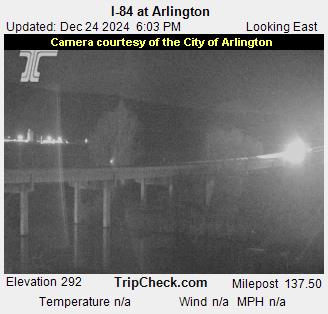 I-84 at Arlington
Updated: Dec 24 2024 6:03 PM Looking East
Camera courtesy of the City of Arlington
Elevation 292 TripCheck.com Milepost 137.50
Temperature n/a Wind n/a MPH n/a